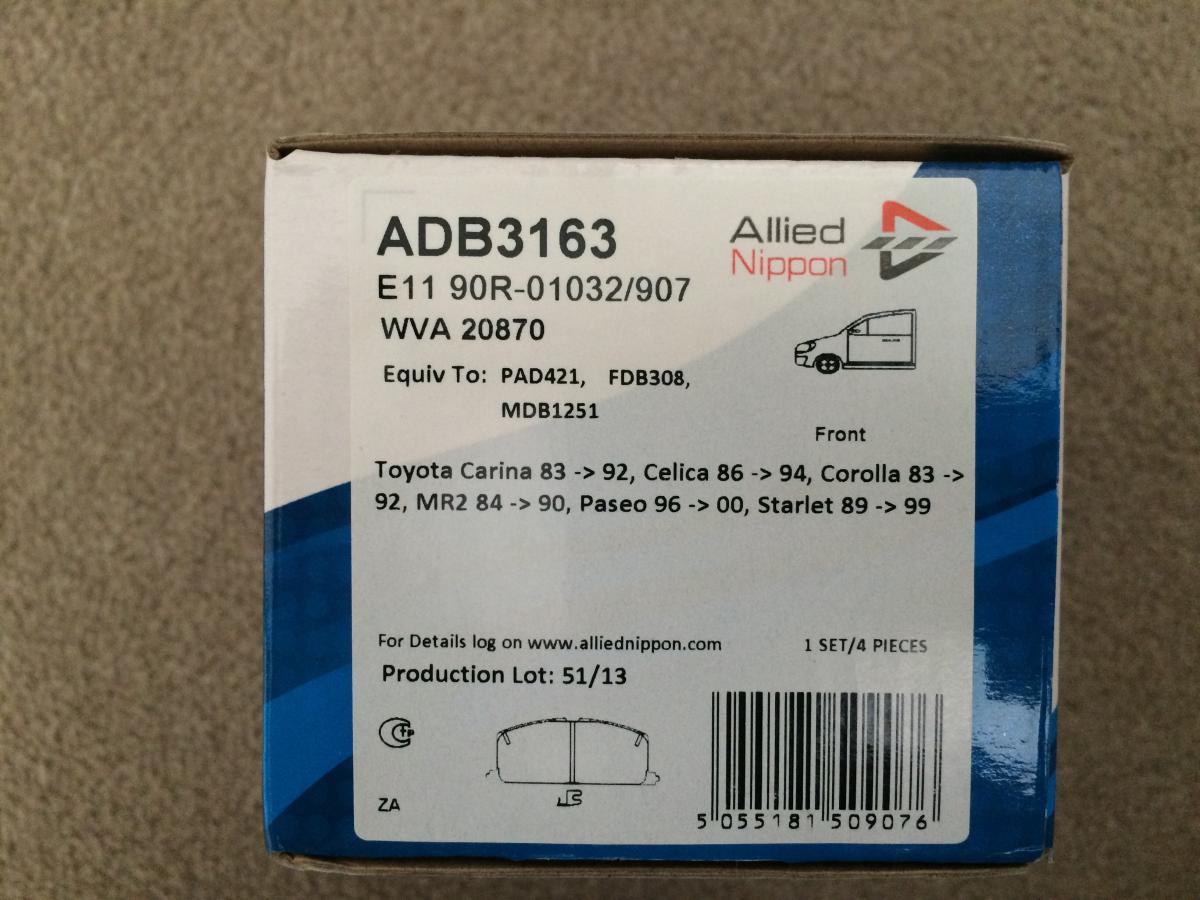 ADB3163
Allied
Nippon
E11 90R-01032/907
WVA 20870
Equiv To: PAD421, FDB308,
MDB1251
Front
Toyota Carina 83 -> 92, Celica 86 -> 94, Corolla 83 ->
92, MR2 84 -> 90, Paseo 96 -> 00, Starlet 89 -> 99
For Details log on www.alliednippon.com
1 SET/4 PIECES
Production Lot: 51/13
ZA
5 055181 509076